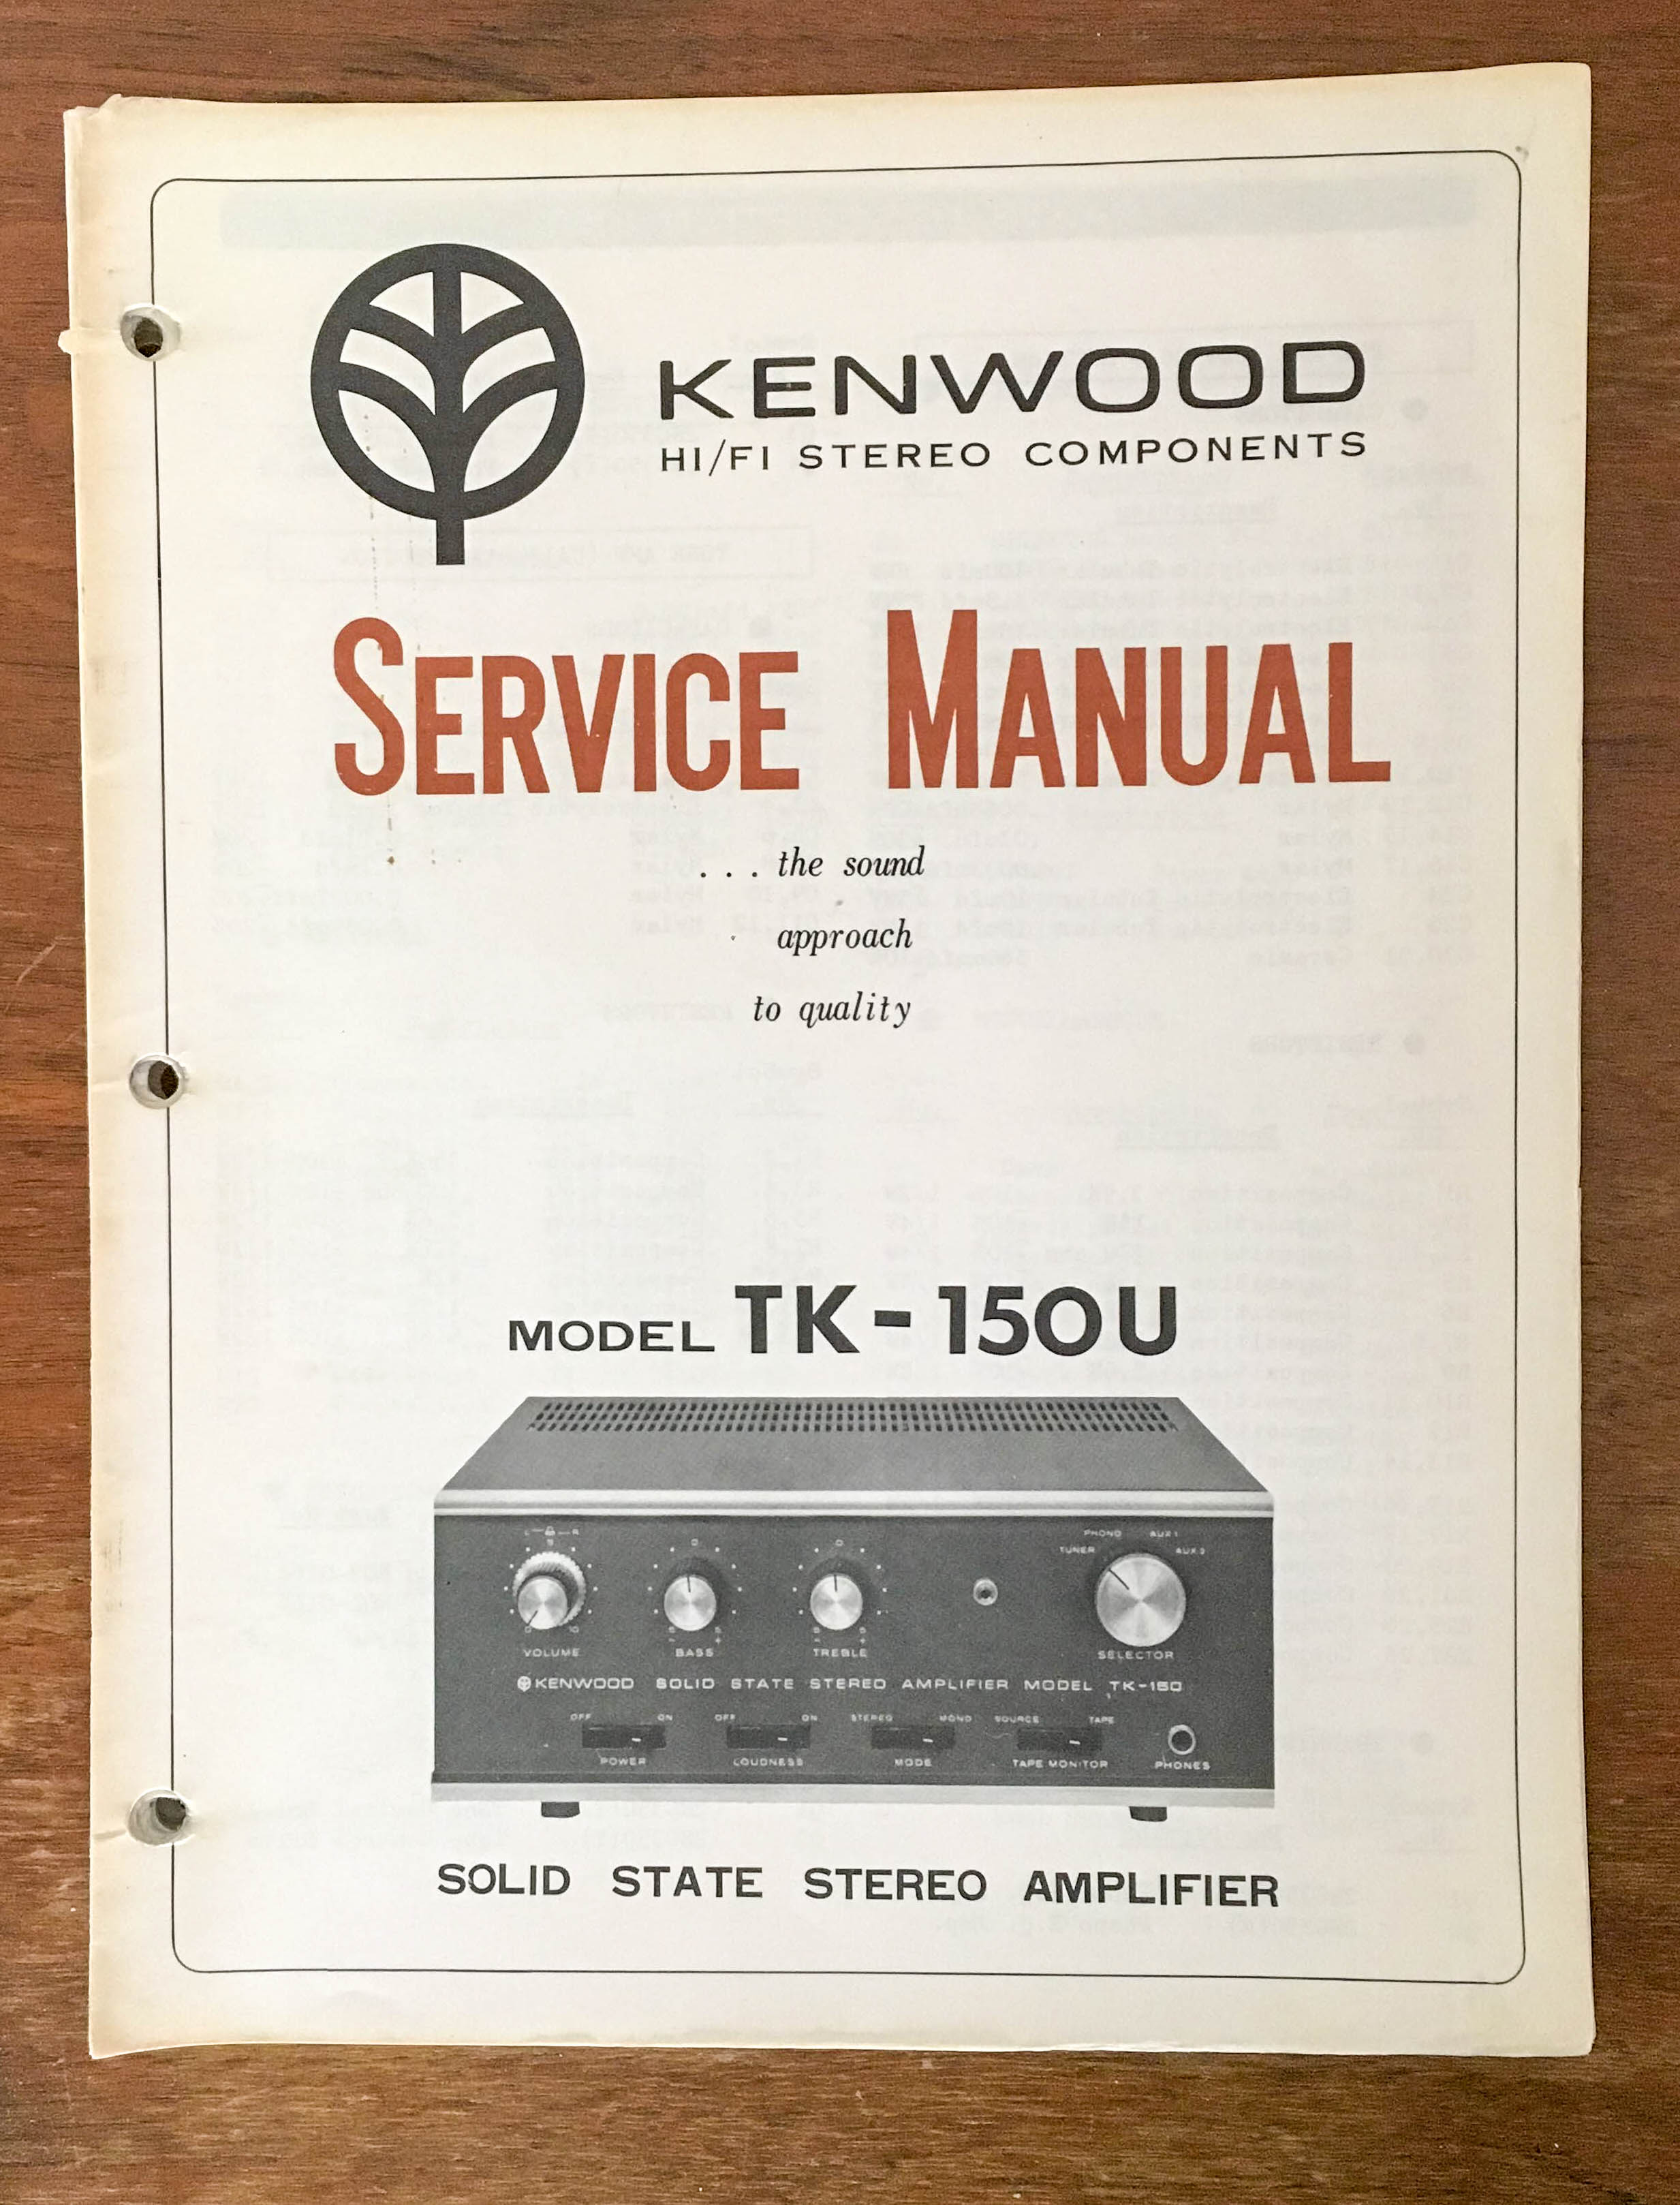 KENWOOD
HI/FI STEREO COMPONENTS
SERVICE MANUAL
. . . the sound
approach
to quality
MODEL TK-150U
L R
PHONO AUX 1
TUNER AUX 2
0 10
VOLUME BASS TREBLE SELECTOR
KENWOOD SOLID STATE STEREO AMPLIFIER MODEL TK-150
OFF ON OFF ON STEREO MONO SOURCE TAPE
POWER LOUDNESS MODE TAPE MONITOR PHONES
SOLID STATE STEREO AMPLIFIER